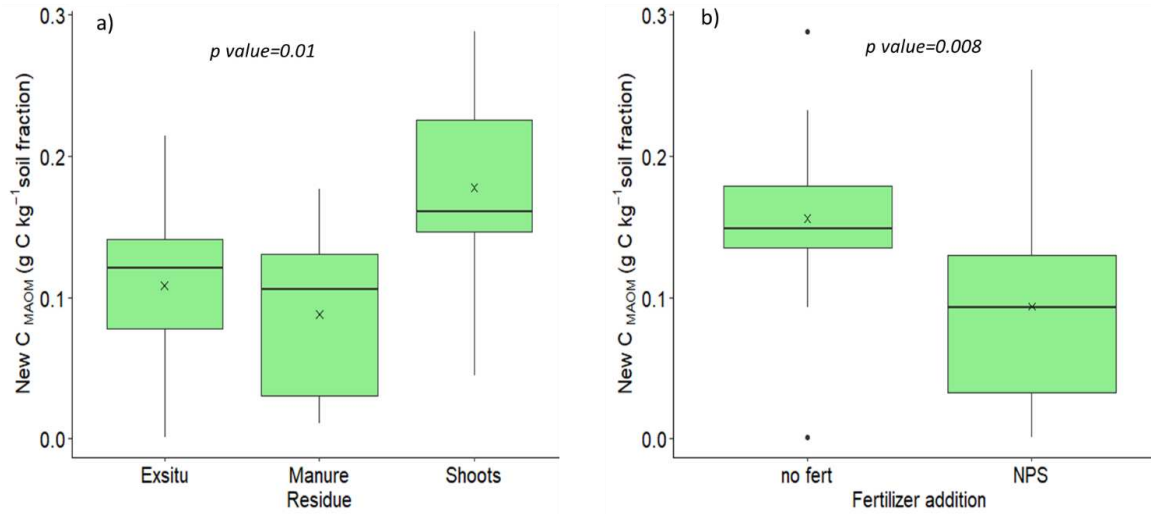 a)
p value=0.01
New C MAOM (g C kg⁻¹ soil fraction)
0.3
0.2
0.1
0.0
Exsitu Manure Shoots
Residue
b)
p value=0.008
New C MAOM (g C kg⁻¹ soil fraction)
0.3
0.2
0.1
0.0
no fert NPS
Fertilizer addition